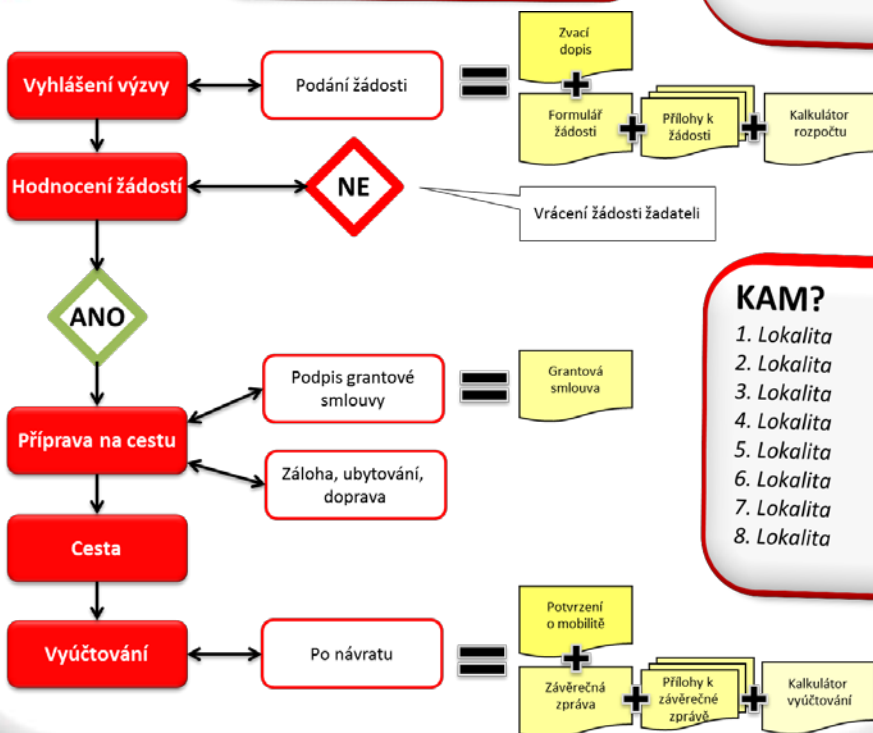 Zvací
dopis
Vyhlášení výzvy
Podání žádosti
Formulář
žádosti
Přílohy k
žádosti
Kalkulátor
rozpočtu
Hodnocení žádostí
NE
Vrácení žádosti žadateli
ANO
KAM?
1. Lokalita
2. Lokalita
3. Lokalita
4. Lokalita
5. Lokalita
6. Lokalita
7. Lokalita
8. Lokalita
Podpis grantové
smlouvy
Grantová
smlouva
Příprava na cestu
Záloha, ubytování,
doprava
Cesta
Potvrzení
o mobilitě
Vyúčtování
Po návratu
Závěrečná
zpráva
Přílohy k
závěrečné
zprávě
Kalkulátor
vyúčtování